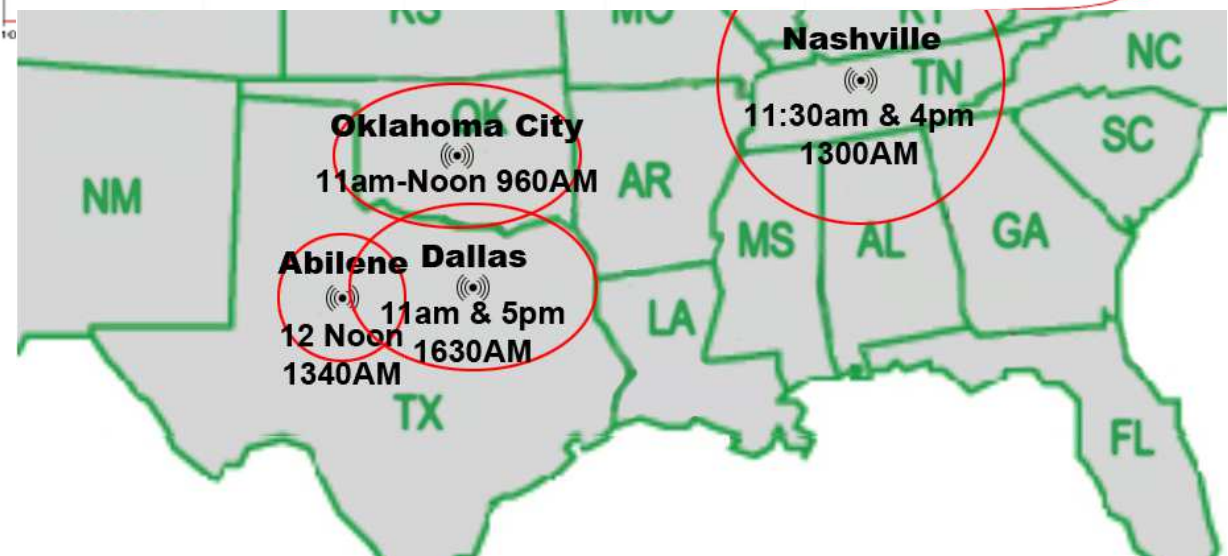 KS
MO
KY
Nashville
TN
NC
11:30am & 4pm
1300AM
SC
OK
Oklahoma City
11am-Noon 960AM
NM
AR
MS
AL
GA
Abilene
12 Noon
1340AM
Dallas
11am & 5pm
1630AM
LA
TX
FL